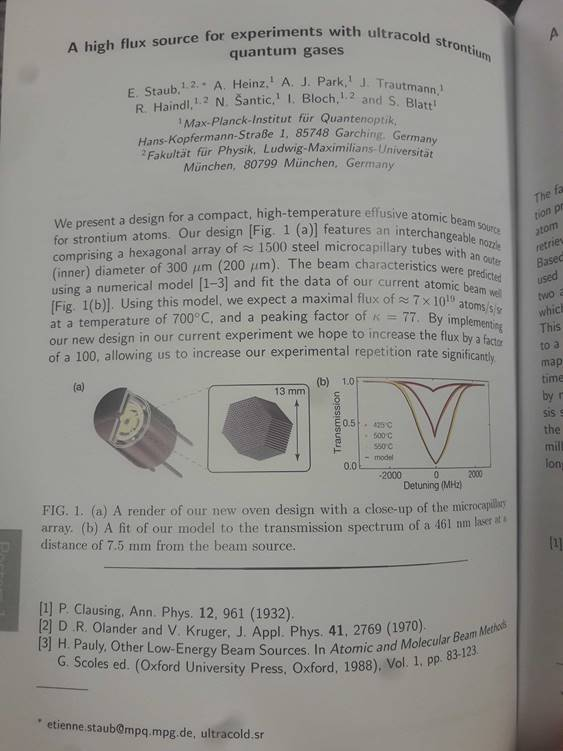 A high flux source for experiments with ultracold strontium
quantum gases
E. Staub,1, 2, * A. Heinz,1 A. J. Park,1 J. Trautmann,1
R. Haindl,1, 2 N. Šantić,1 I. Bloch,1, 2 and S. Blatt1
1Max-Planck-Institut für Quantenoptik,
Hans-Kopfermann-Straße 1, 85748 Garching, Germany
2Fakultät für Physik, Ludwig-Maximilians-Universität
München, 80799 München, Germany
We present a design for a compact, high-temperature effusive atomic beam source
for strontium atoms. Our design [Fig. 1 (a)] features an interchangeable nozzle
comprising a hexagonal array of ≈ 1500 steel microcapillary tubes with an outer
(inner) diameter of 300 μm (200 μm). The beam characteristics were predicted
using a numerical model [1–3] and fit the data of our current atomic beam well
[Fig. 1(b)]. Using this model, we expect a maximal flux of ≈ 7 × 10^19 atoms/s/sr
at a temperature of 700°C, and a peaking factor of κ = 77. By implementing
our new design in our current experiment we hope to increase the flux by a factor
of a 100, allowing us to increase our experimental repetition rate significantly.
(a)
13 mm
(b)
Transmission
1.0
0.5
0.0
425°C
500°C
550°C
model
-2000 0 2000
Detuning (MHz)
FIG. 1. (a) A render of our new oven design with a close-up of the microcapillary
array. (b) A fit of our model to the transmission spectrum of a 461 nm laser at a
distance of 7.5 mm from the beam source.
[1] P. Clausing, Ann. Phys. 12, 961 (1932).
[2] D .R. Olander and V. Kruger, J. Appl. Phys. 41, 2769 (1970).
[3] H. Pauly, Other Low-Energy Beam Sources. In Atomic and Molecular Beam Methods
G. Scoles ed. (Oxford University Press, Oxford, 1988), Vol. 1, pp. 83-123.
* etienne.staub@mpq.mpg.de, ultracold.sr
A
The fa
tion pr
atom
retriev
Based
used
two a
which
This
to a
map
time
by r
sis s
the
mill
long
[1]